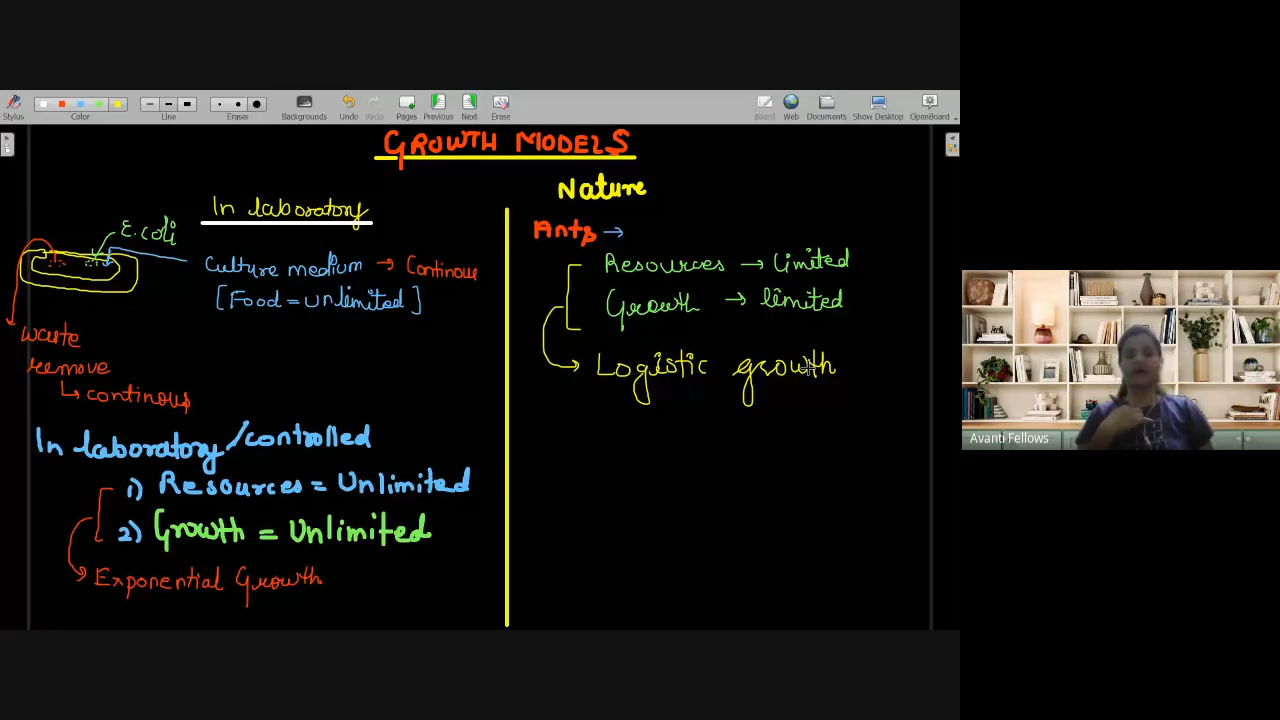 Stylus
Color
Line
Eraser
Backgrounds
Undo
Redo
Pages
Previous
Next
Erase
Board
Web
Documents
Show Desktop
OpenBoard
GROWTH MODELS
In laboratory
E.coli
Culture medium → Continous
[Food = unlimited]
waste
remove
↳ continous
In laboratory/controlled
1) Resources = Unlimited
2) Growth = Unlimited
Exponential Growth
Nature
Ants →
Resources → Limited
Growth → limited
Logistic growth
Avanti Fellows